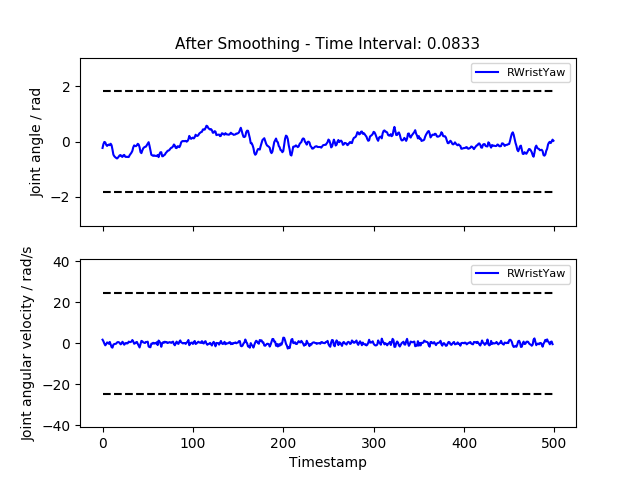 After Smoothing - Time Interval: 0.0833
RWristYaw
2
0
−2
Joint angle / rad
RWristYaw
40
20
0
−20
−40
Joint angular velocity / rad/s
0 100 200 300 400 500
Timestamp